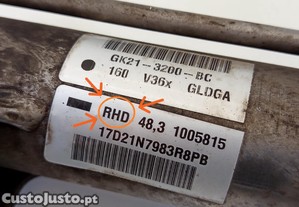 GK21-3200-BC
160 V36x GLDGA
RHD 48,3 1005815
17D21N7983R8PB
CustoJusto.pt